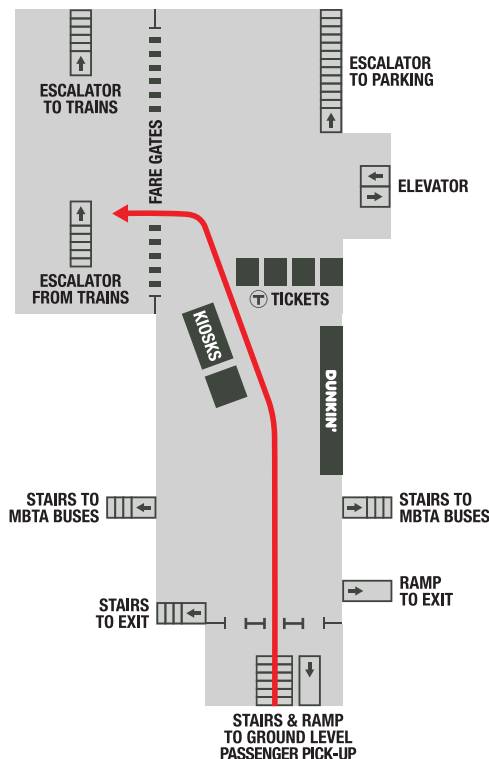 ESCALATOR
TO TRAINS
FARE GATES
ESCALATOR
TO PARKING
ELEVATOR
ESCALATOR
FROM TRAINS
T TICKETS
KIOSKS
DUNKIN'
STAIRS TO
MBTA BUSES
STAIRS TO
MBTA BUSES
STAIRS
TO EXIT
RAMP
TO EXIT
STAIRS & RAMP
TO GROUND LEVEL
PASSENGER PICK-UP